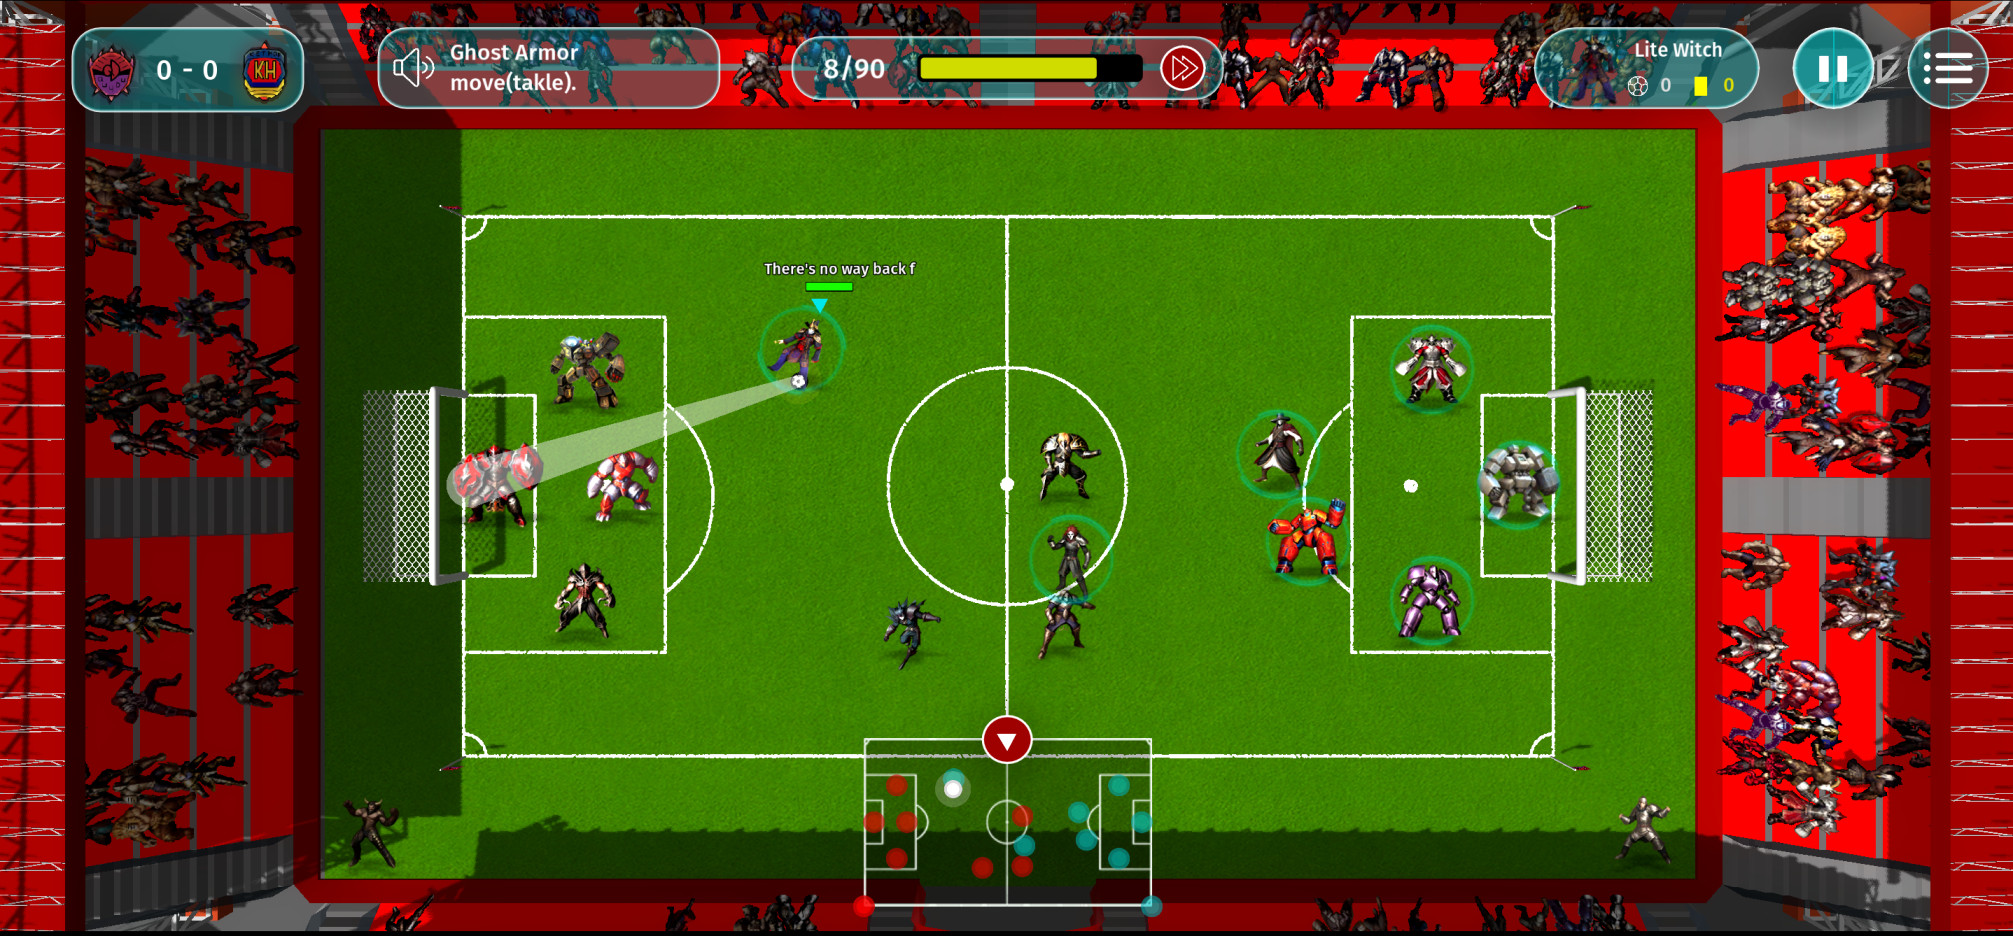 0 - 0
KH
Ghost Armor
move(takle).
8/90
Lite Witch
0 0
There's no way back f